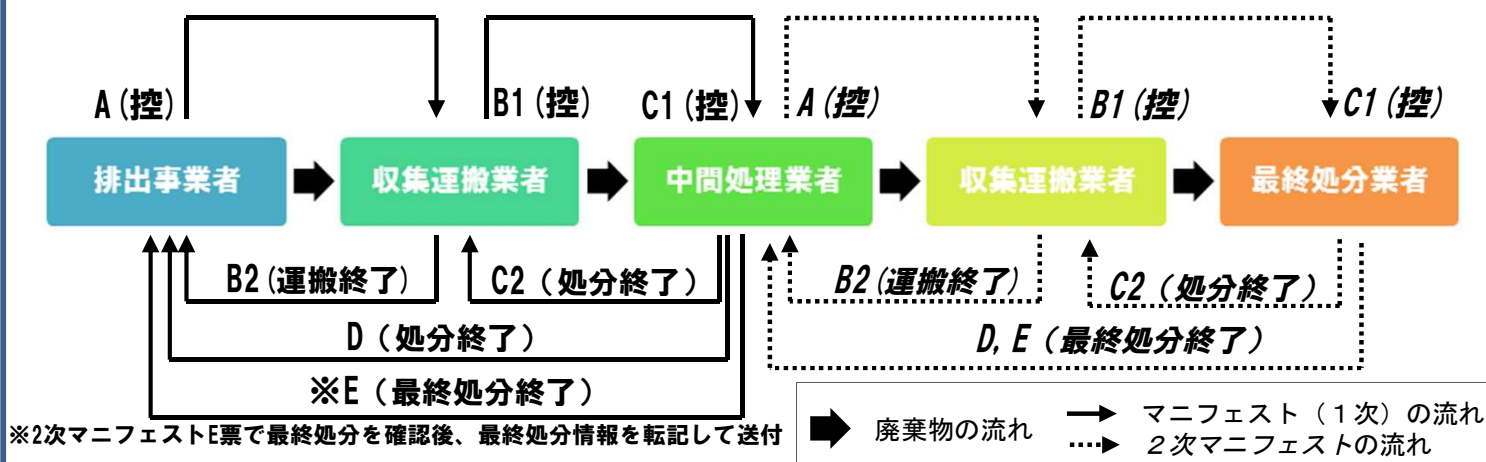 A(控)
B1(控)
C1(控)
A(控)
B1(控)
C1(控)
排出事業者
収集運搬業者
中間処理業者
収集運搬業者
最終処分業者
B2(運搬終了)
C2(処分終了)
B2(運搬終了)
C2(処分終了)
D(処分終了)
D,E(最終処分終了)
※E(最終処分終了)
※2次マニフェストE票で最終処分を確認後、最終処分情報を転記して送付
廃棄物の流れ
マニフェスト(1次)の流れ
2次マニフェストの流れ